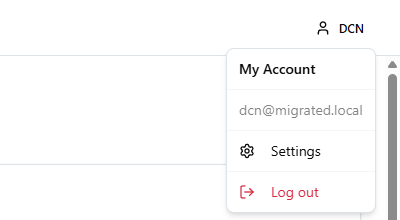 DCN
My Account
dcn@migrated.local
Settings
Log out